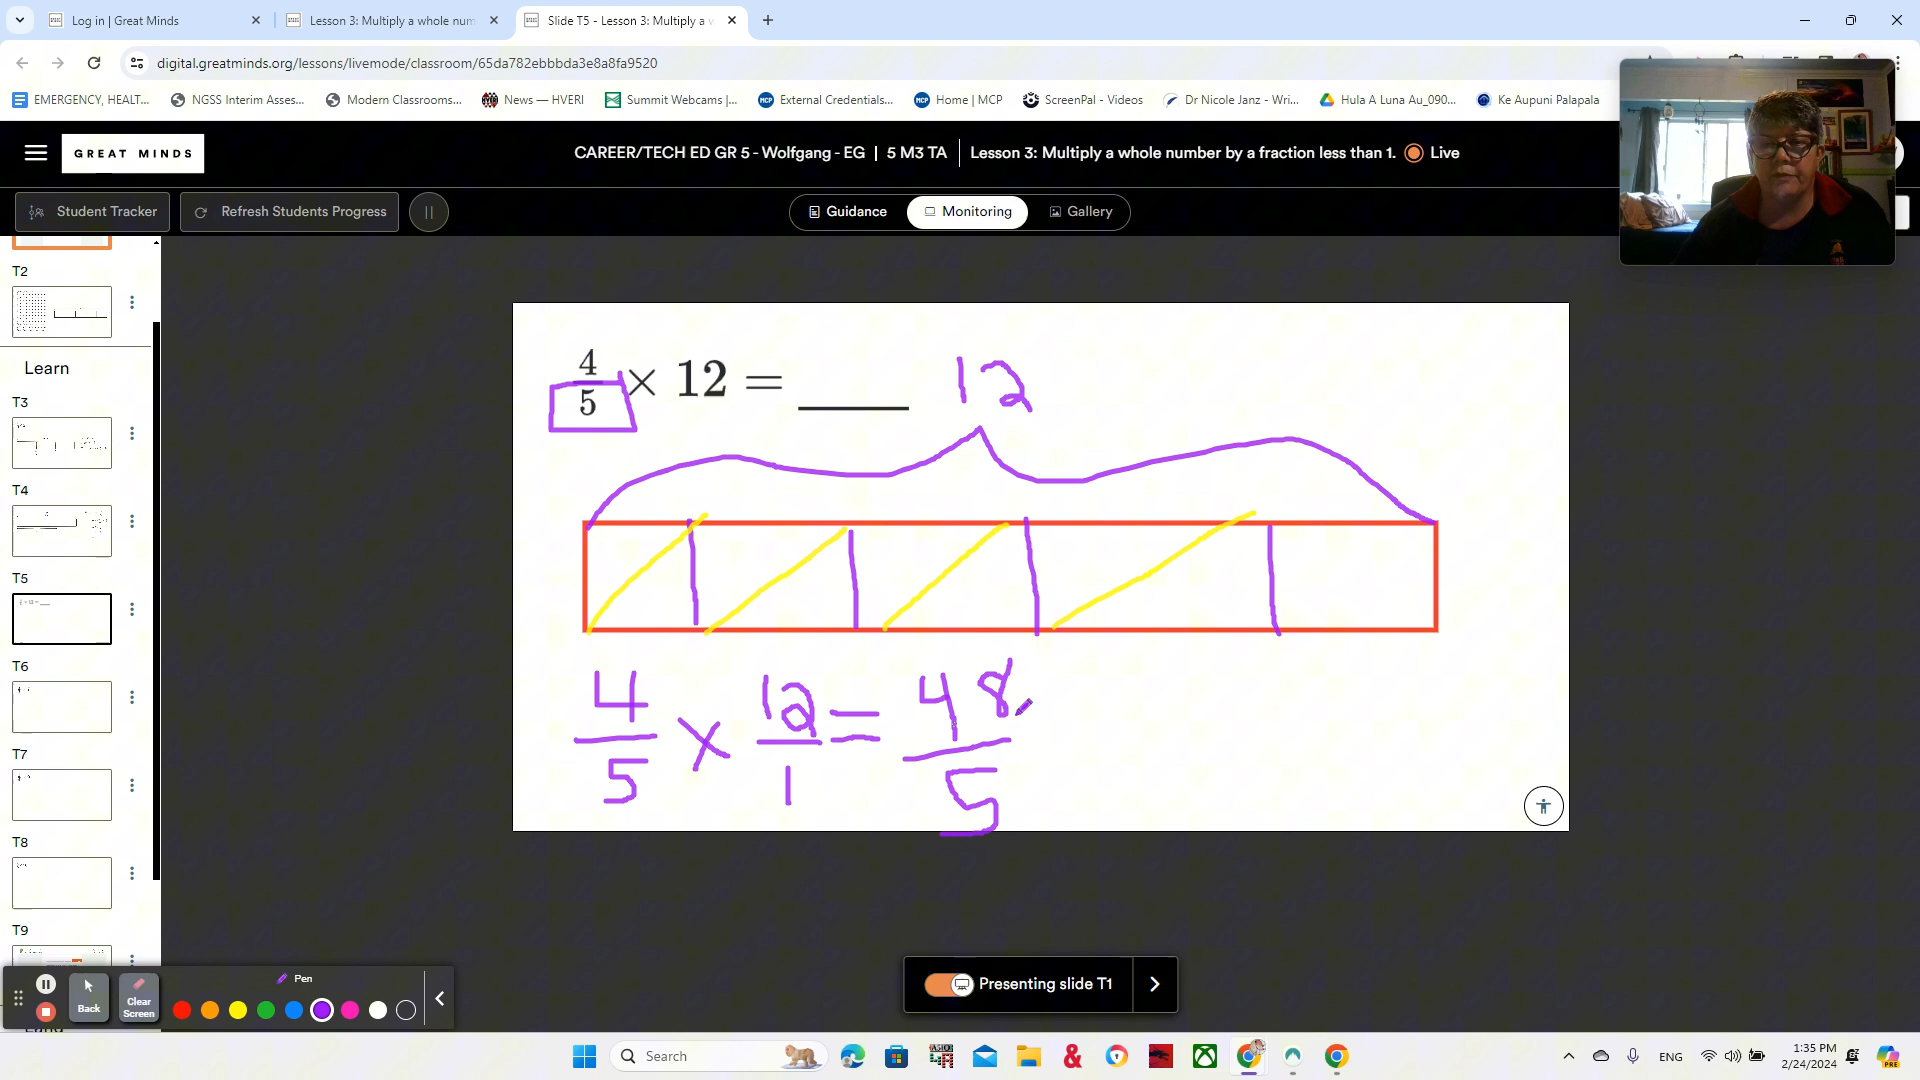 Log in | Great Minds
Lesson 3: Multiply a whole num
Slide T5 - Lesson 3: Multiply a w
digital.greatminds.org/lessons/livemode/classroom/65da782ebbbda3e8a8fa9520
EMERGENCY, HEALT...
NGSS Interim Asses...
Modern Classrooms...
News — HVERI
Summit Webcams |...
External Credentials...
Home | MCP
ScreenPal - Videos
Dr Nicole Janz - Wri...
Hula A Luna Au_090...
Ke Aupuni Palapala
GREAT MINDS
CAREER/TECH ED GR 5 - Wolfgang - EG | 5 M3 TA
Lesson 3: Multiply a whole number by a fraction less than 1.
Live
Student Tracker
Refresh Students Progress
Guidance
Monitoring
Gallery
T2
Learn
T3
T4
T5
T6
T7
T8
T9
4/5 × 12 = ____
12
4/5 × 12/1 = 48/5
Pen
Back
Clear Screen
Presenting slide T1
Search
ENG
1:35 PM
2/24/2024